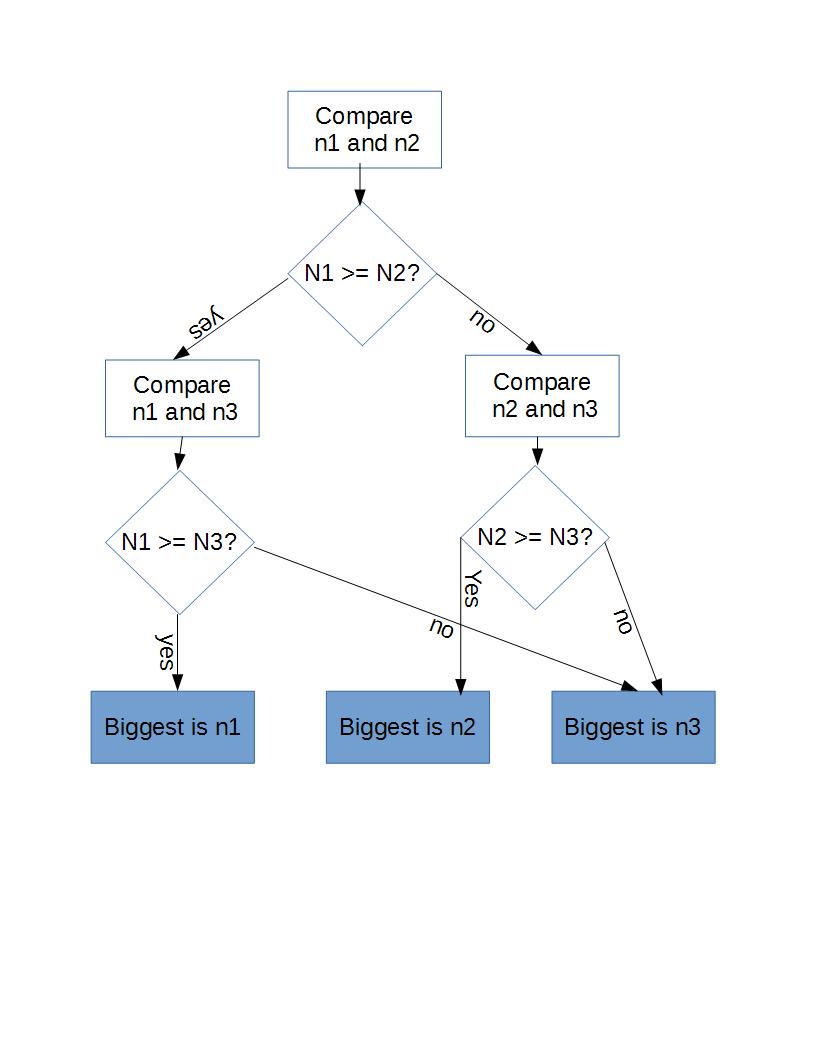 Compare
n1 and n2
N1 >= N2?
yes
no
Compare
n1 and n3
Compare
n2 and n3
N1 >= N3?
N2 >= N3?
yes
no
Yes
no
Biggest is n1
Biggest is n2
Biggest is n3